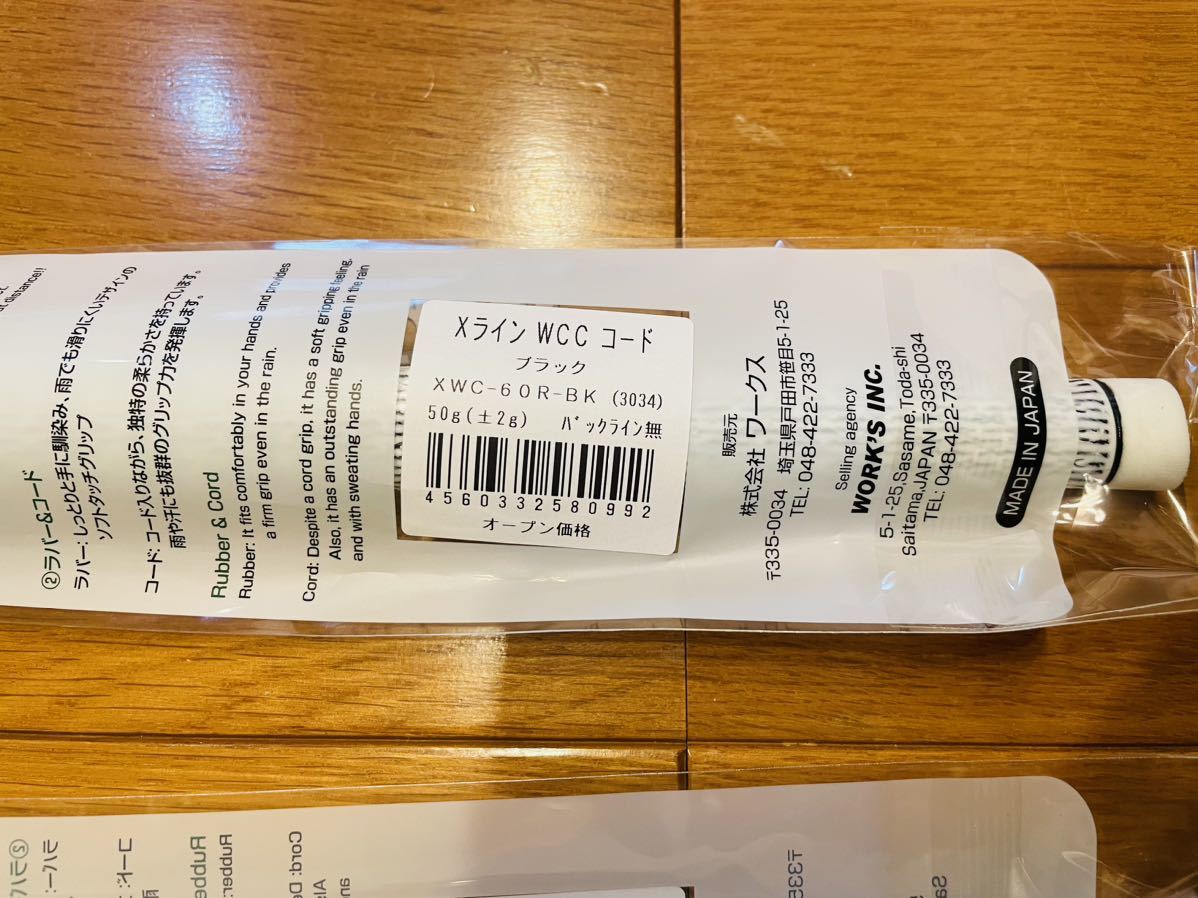 t distance!!
②ラバー&コード
ラバー：しっとりと手に馴染み、雨でも滑りにくいデザインの
ソフトタッチグリップ
コード：コード入りながら、独特の柔らかさを持っています。
雨や汗にも抜群のグリップ力を発揮します。
Rubber & Cord
Rubber: It fits comfortably in your hands and provides
a firm grip even in the rain.
Cord: Despite a cord grip, it has a soft gripping feeling.
Also, it has an outstanding grip even in the rain
and with sweating hands.
Xライン WCC コード
ブラック
XWC-60R-BK (3034)
50g(±2g) バックライン無
4560332580992
オープン価格
販売元
株式会社 ワークス
〒335-0034 埼玉県戸田市笹目5-1-25
TEL: 048-422-7333
Selling agency
WORK'S INC.
5-1-25,Sasame,Toda-shi
Saitama,JAPAN 〒335-0034
TEL: 048-422-7333
MADE IN JAPAN